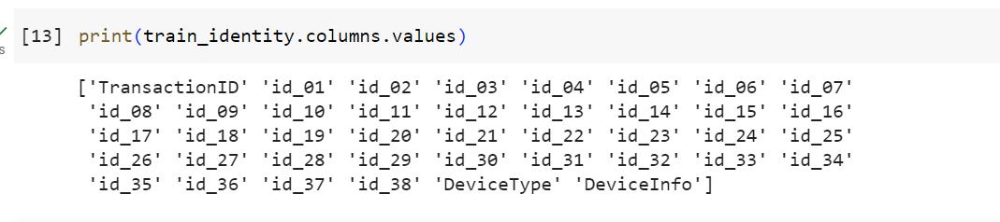 [13] print(train_identity.columns.values)
s
['TransactionID' 'id_01' 'id_02' 'id_03' 'id_04' 'id_05' 'id_06' 'id_07'
'id_08' 'id_09' 'id_10' 'id_11' 'id_12' 'id_13' 'id_14' 'id_15' 'id_16'
'id_17' 'id_18' 'id_19' 'id_20' 'id_21' 'id_22' 'id_23' 'id_24' 'id_25'
'id_26' 'id_27' 'id_28' 'id_29' 'id_30' 'id_31' 'id_32' 'id_33' 'id_34'
'id_35' 'id_36' 'id_37' 'id_38' 'DeviceType' 'DeviceInfo']